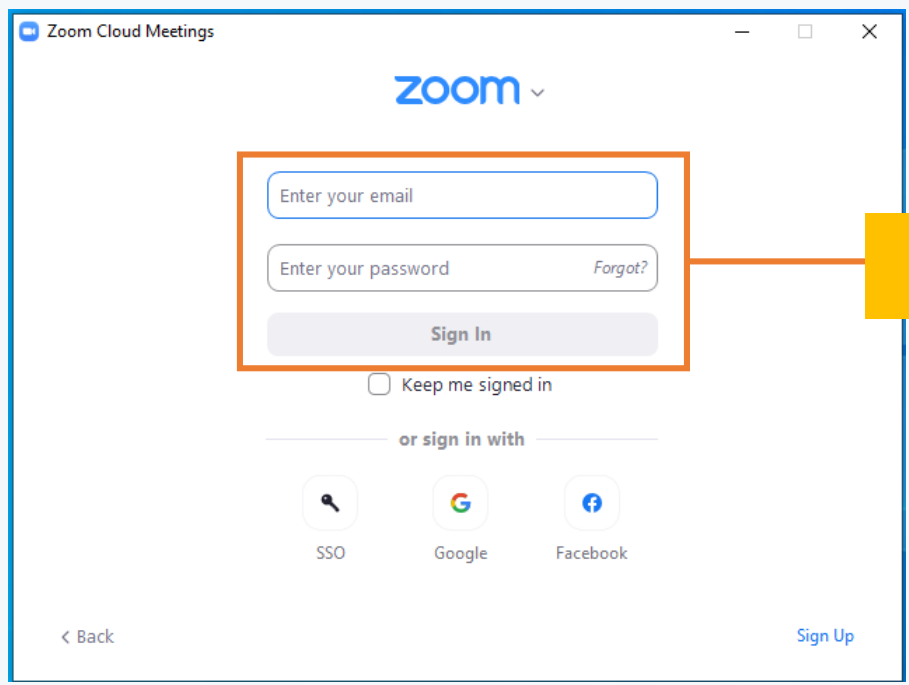 Zoom Cloud Meetings
zoom
Enter your email
Enter your password Forgot?
Sign In
Keep me signed in
or sign in with
SSO Google Facebook
< Back Sign Up